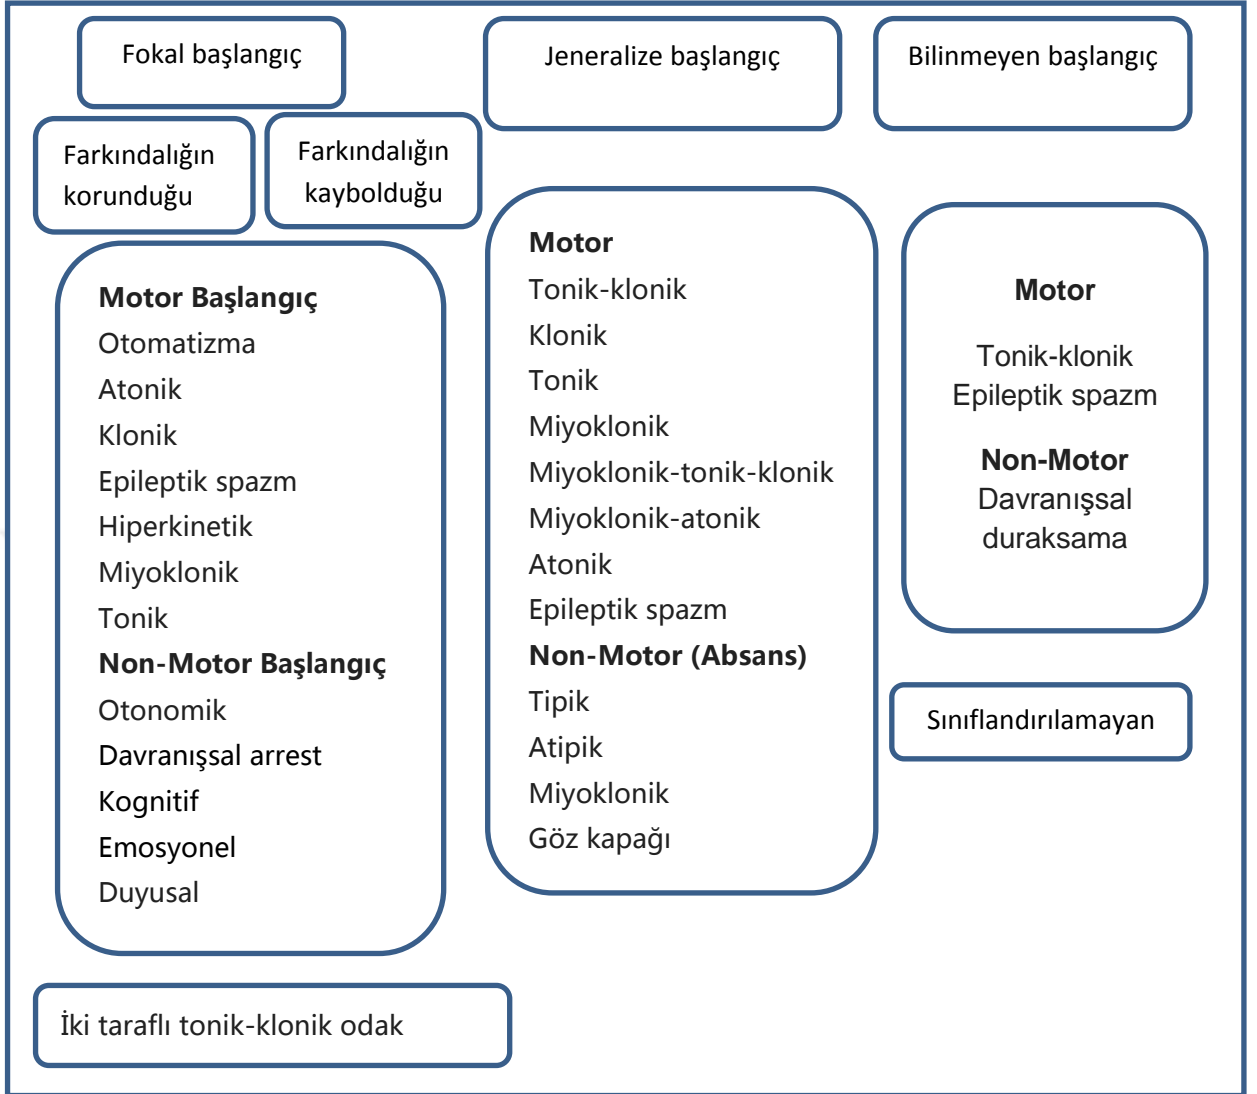 Fokal başlangıç
Jeneralize başlangıç
Bilinmeyen başlangıç
Farkındalığın
korunduğu
Farkındalığın
kaybolduğu
Motor Başlangıç
Otomatizma
Atonik
Klonik
Epileptik spazm
Hiperkinetik
Miyoklonik
Tonik
Non-Motor Başlangıç
Otonomik
Davranışsal arrest
Kognitif
Emosyonel
Duyusal
Motor
Tonik-klonik
Klonik
Tonik
Miyoklonik
Miyoklonik-tonik-klonik
Miyoklonik-atonik
Atonik
Epileptik spazm
Non-Motor (Absans)
Tipik
Atipik
Miyoklonik
Göz kapağı
Motor
Tonik-klonik
Epileptik spazm
Non-Motor
Davranışsal
duraksama
Sınıflandırılamayan
İki taraflı tonik-klonik odak